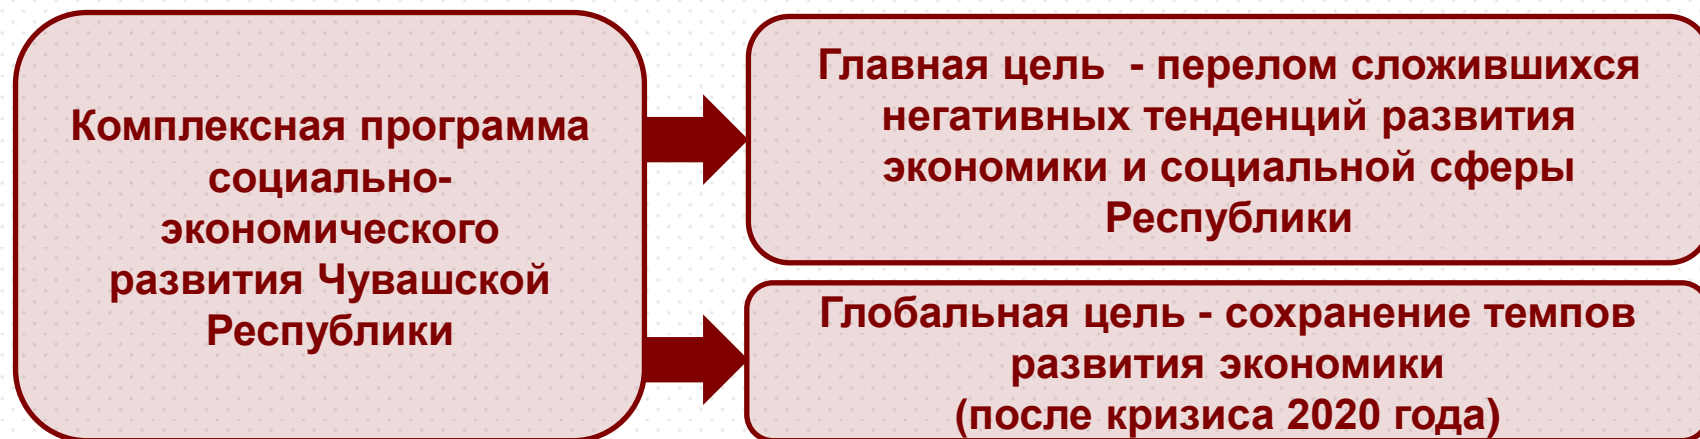 Комплексная программа
социально-
экономического
развития Чувашской
Республики
Главная цель - перелом сложившихся
негативных тенденций развития
экономики и социальной сферы
Республики
Глобальная цель - сохранение темпов
развития экономики
(после кризиса 2020 года)